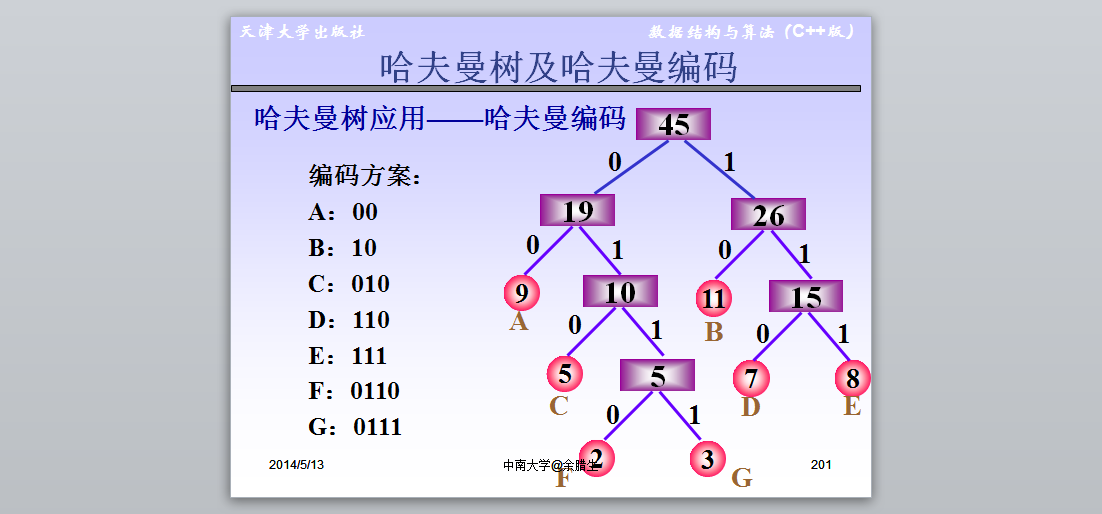 天津大学出版社 数据结构与算法（C++版）
哈夫曼树及哈夫曼编码
哈夫曼树应用——哈夫曼编码
45
0 1
编码方案：
A：00
B：10
C：010
D：110
E：111
F：0110
G：0111
19 26
0 1 0 1
9 10 11 15
A B
0 1 0 1
5 5 7 8
C D E
0 1
2 3
F G
2014/5/13 中南大学@余腊生 201